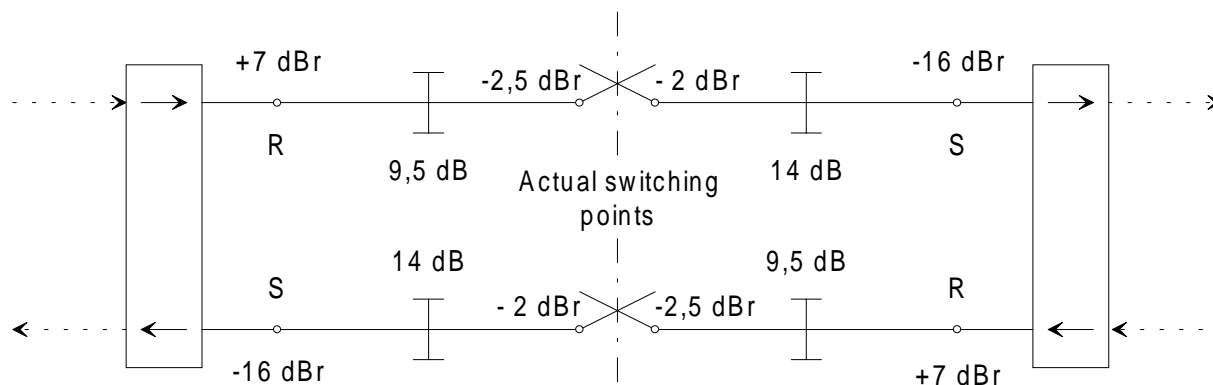 +7 dBr
-2,5 dBr
- 2 dBr
-16 dBr
R
S
9,5 dB
Actual switching
points
14 dB
14 dB
9,5 dB
S
R
- 2 dBr
-2,5 dBr
-16 dBr
+7 dBr